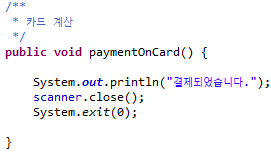 /**
 * 카드 계산
 */
public void paymentOnCard() {
System.out.println("결제되었습니다.");
scanner.close();
System.exit(0);
}